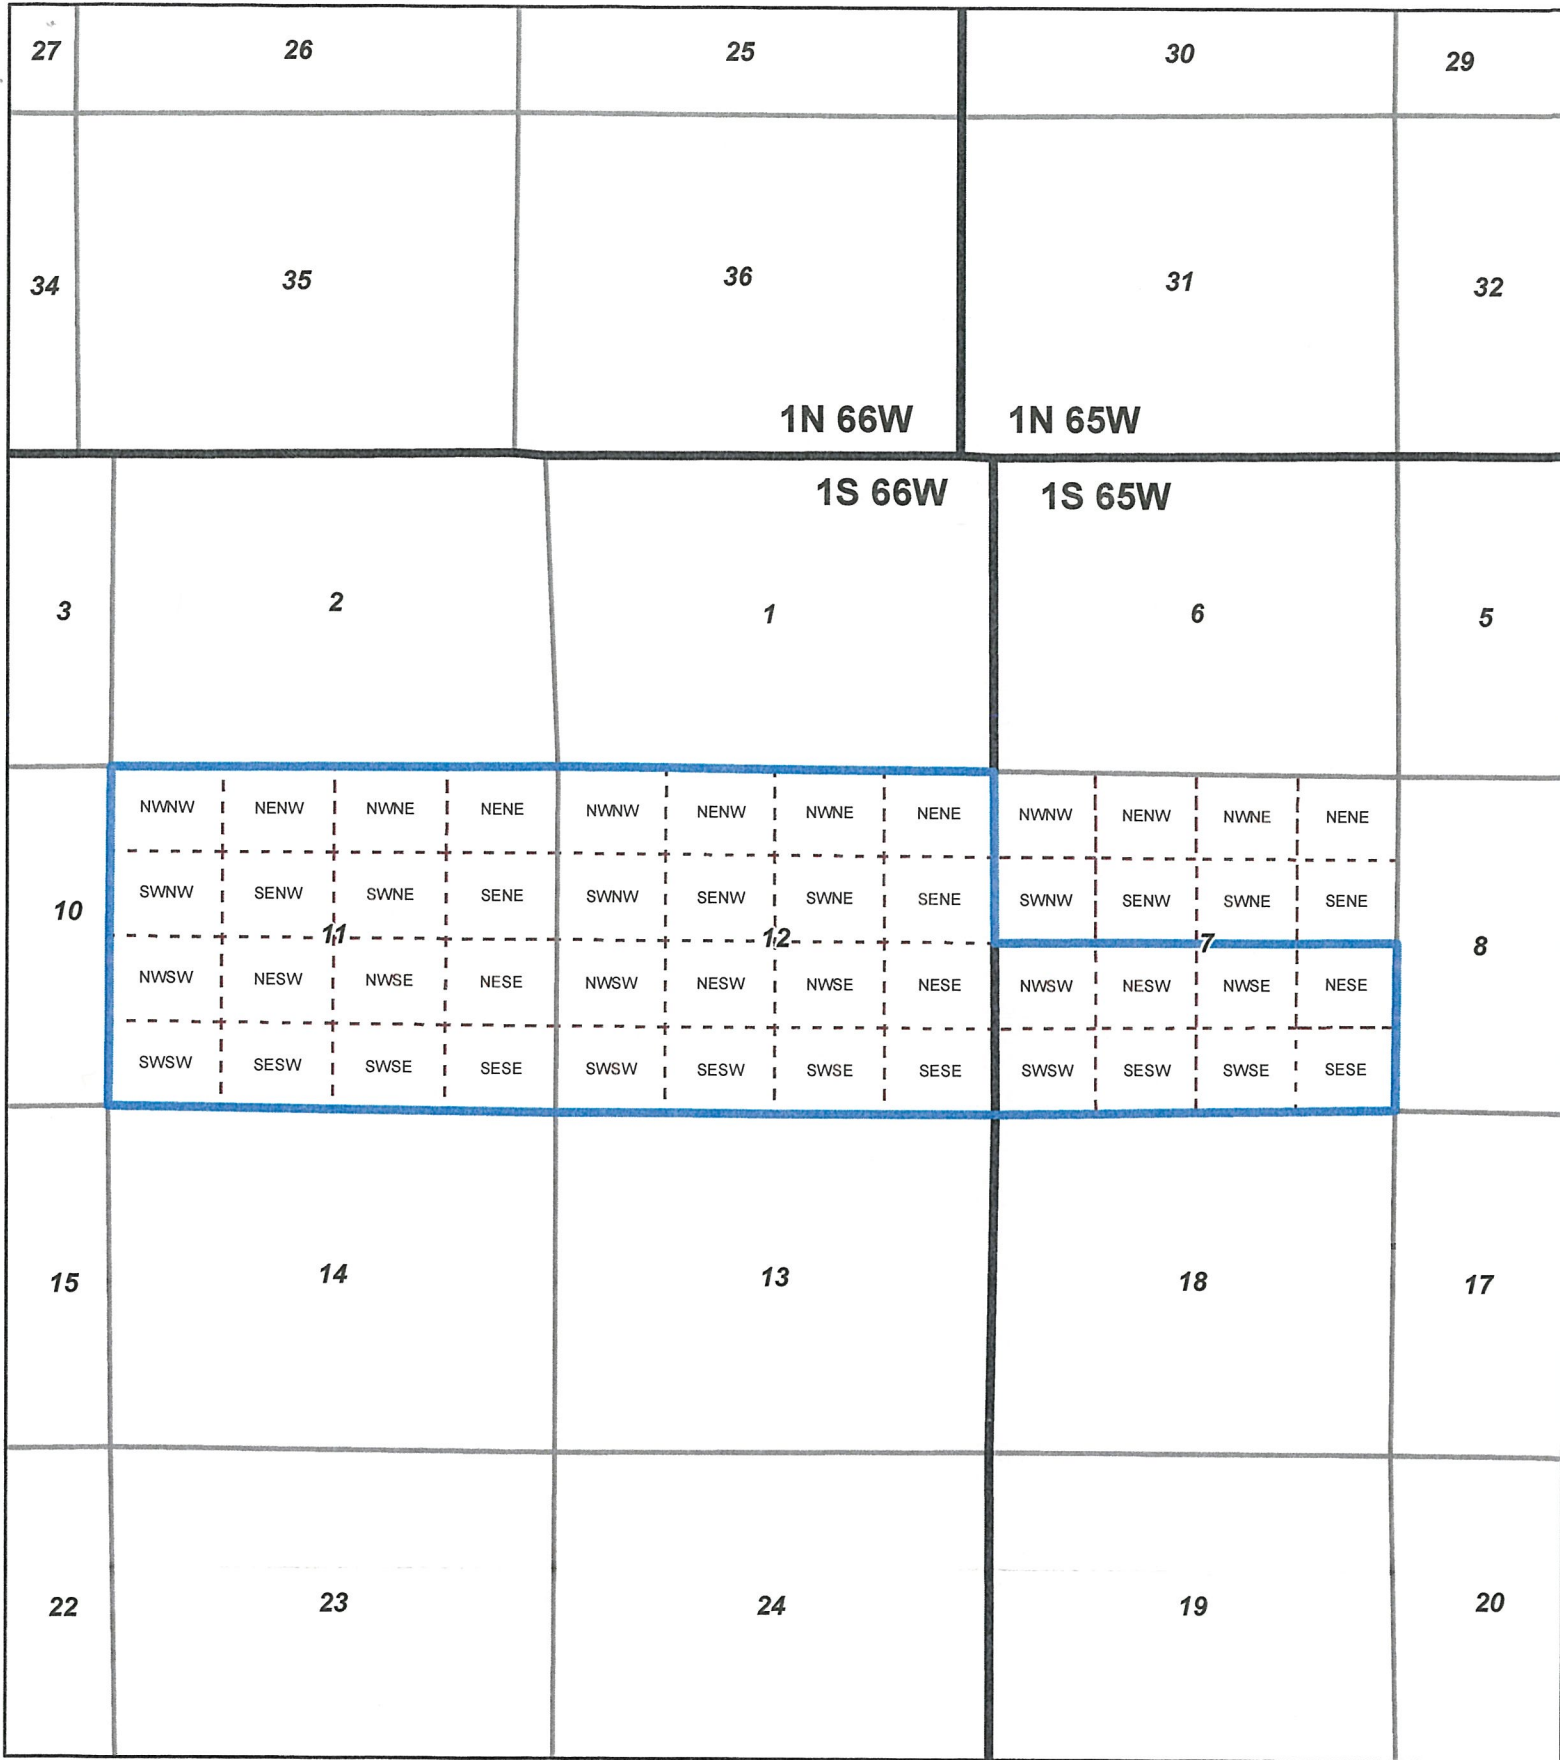 27 26 25 30 29
34 35 36 31 32
1N 66W 1N 65W
1S 66W 1S 65W
3 2 1 6 5
NWNW NENW NWNE NENE NWNW NENW NWNE NENE NWNW NENW NWNE NENE
SWNW SENW SWNE SENE SWNW SENW SWNE SENE SWNW SENW SWNE SENE
10 11 12 7 8
NWSW NESW NWSE NESE NWSW NESW NWSE NESE NWSW NESW NWSE NESE
SWSW SESW SWSE SESE SWSW SESW SWSE SESE SWSW SESW SWSE SESE
15 14 13 18 17
22 23 24 19 20